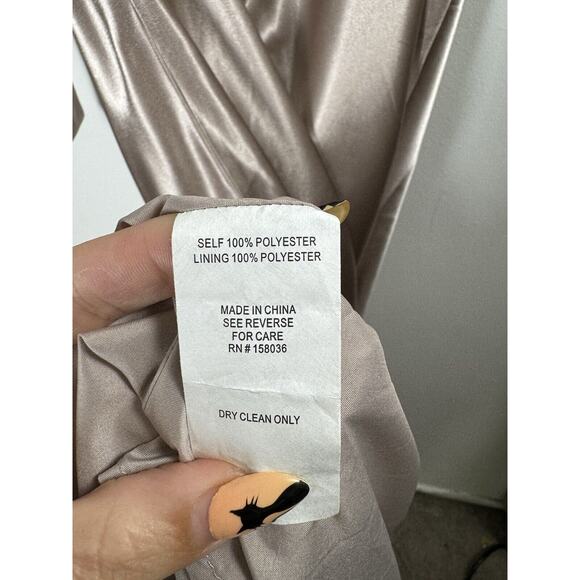 SELF 100% POLYESTER
LINING 100% POLYESTER
MADE IN CHINA
SEE REVERSE
FOR CARE
RN # 158036
DRY CLEAN ONLY